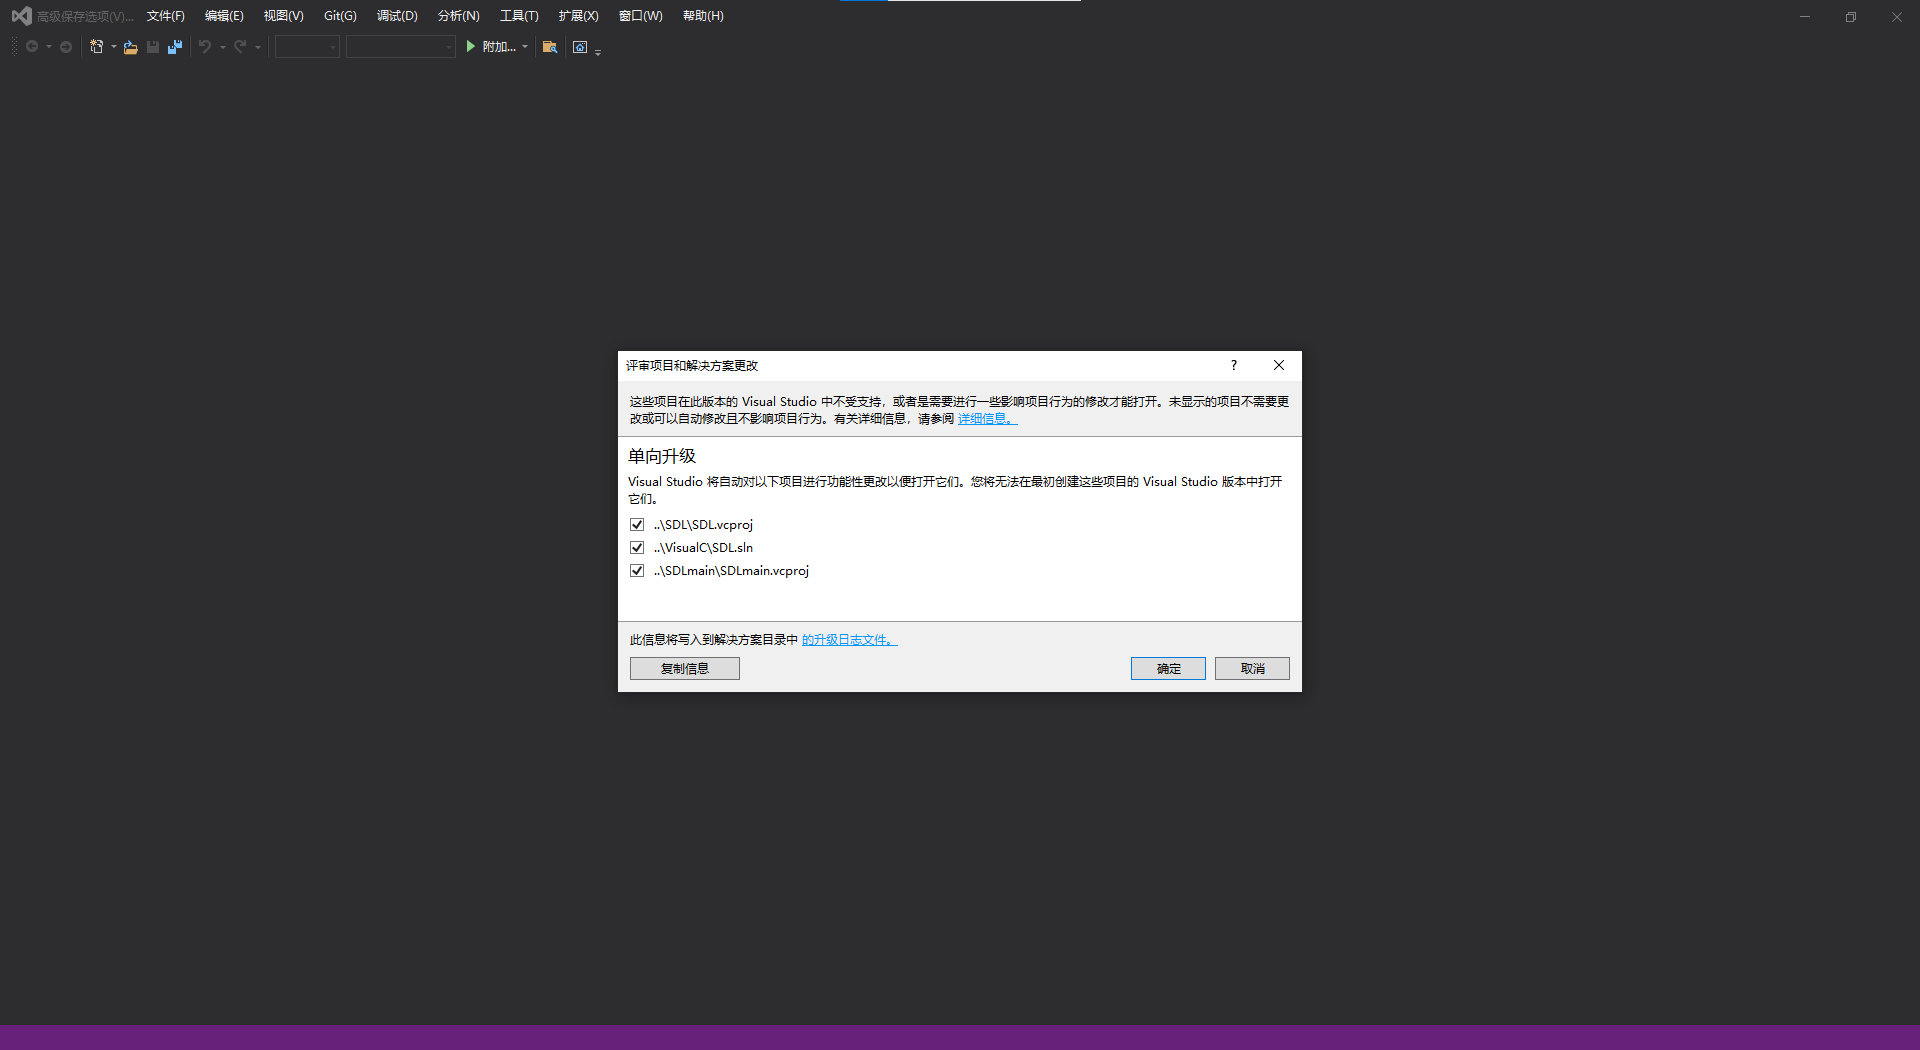 高级保存选项(V)... 文件(F) 编辑(E) 视图(V) Git(G) 调试(D) 分析(N) 工具(T) 扩展(X) 窗口(W) 帮助(H)
附加...
评审项目和解决方案更改 ?
这些项目在此版本的 Visual Studio 中不受支持，或者是需要进行一些影响项目行为的修改才能打开。未显示的项目不需要更
改或可以自动修改且不影响项目行为。有关详细信息，请参阅 详细信息。
单向升级
Visual Studio 将自动对以下项目进行功能性更改以便打开它们。您将无法在最初创建这些项目的 Visual Studio 版本中打开
它们。
..\SDL\SDL.vcproj
..\VisualC\SDL.sln
..\SDLmain\SDLmain.vcproj
此信息将写入到解决方案目录中 的升级日志文件。
复制信息 确定 取消